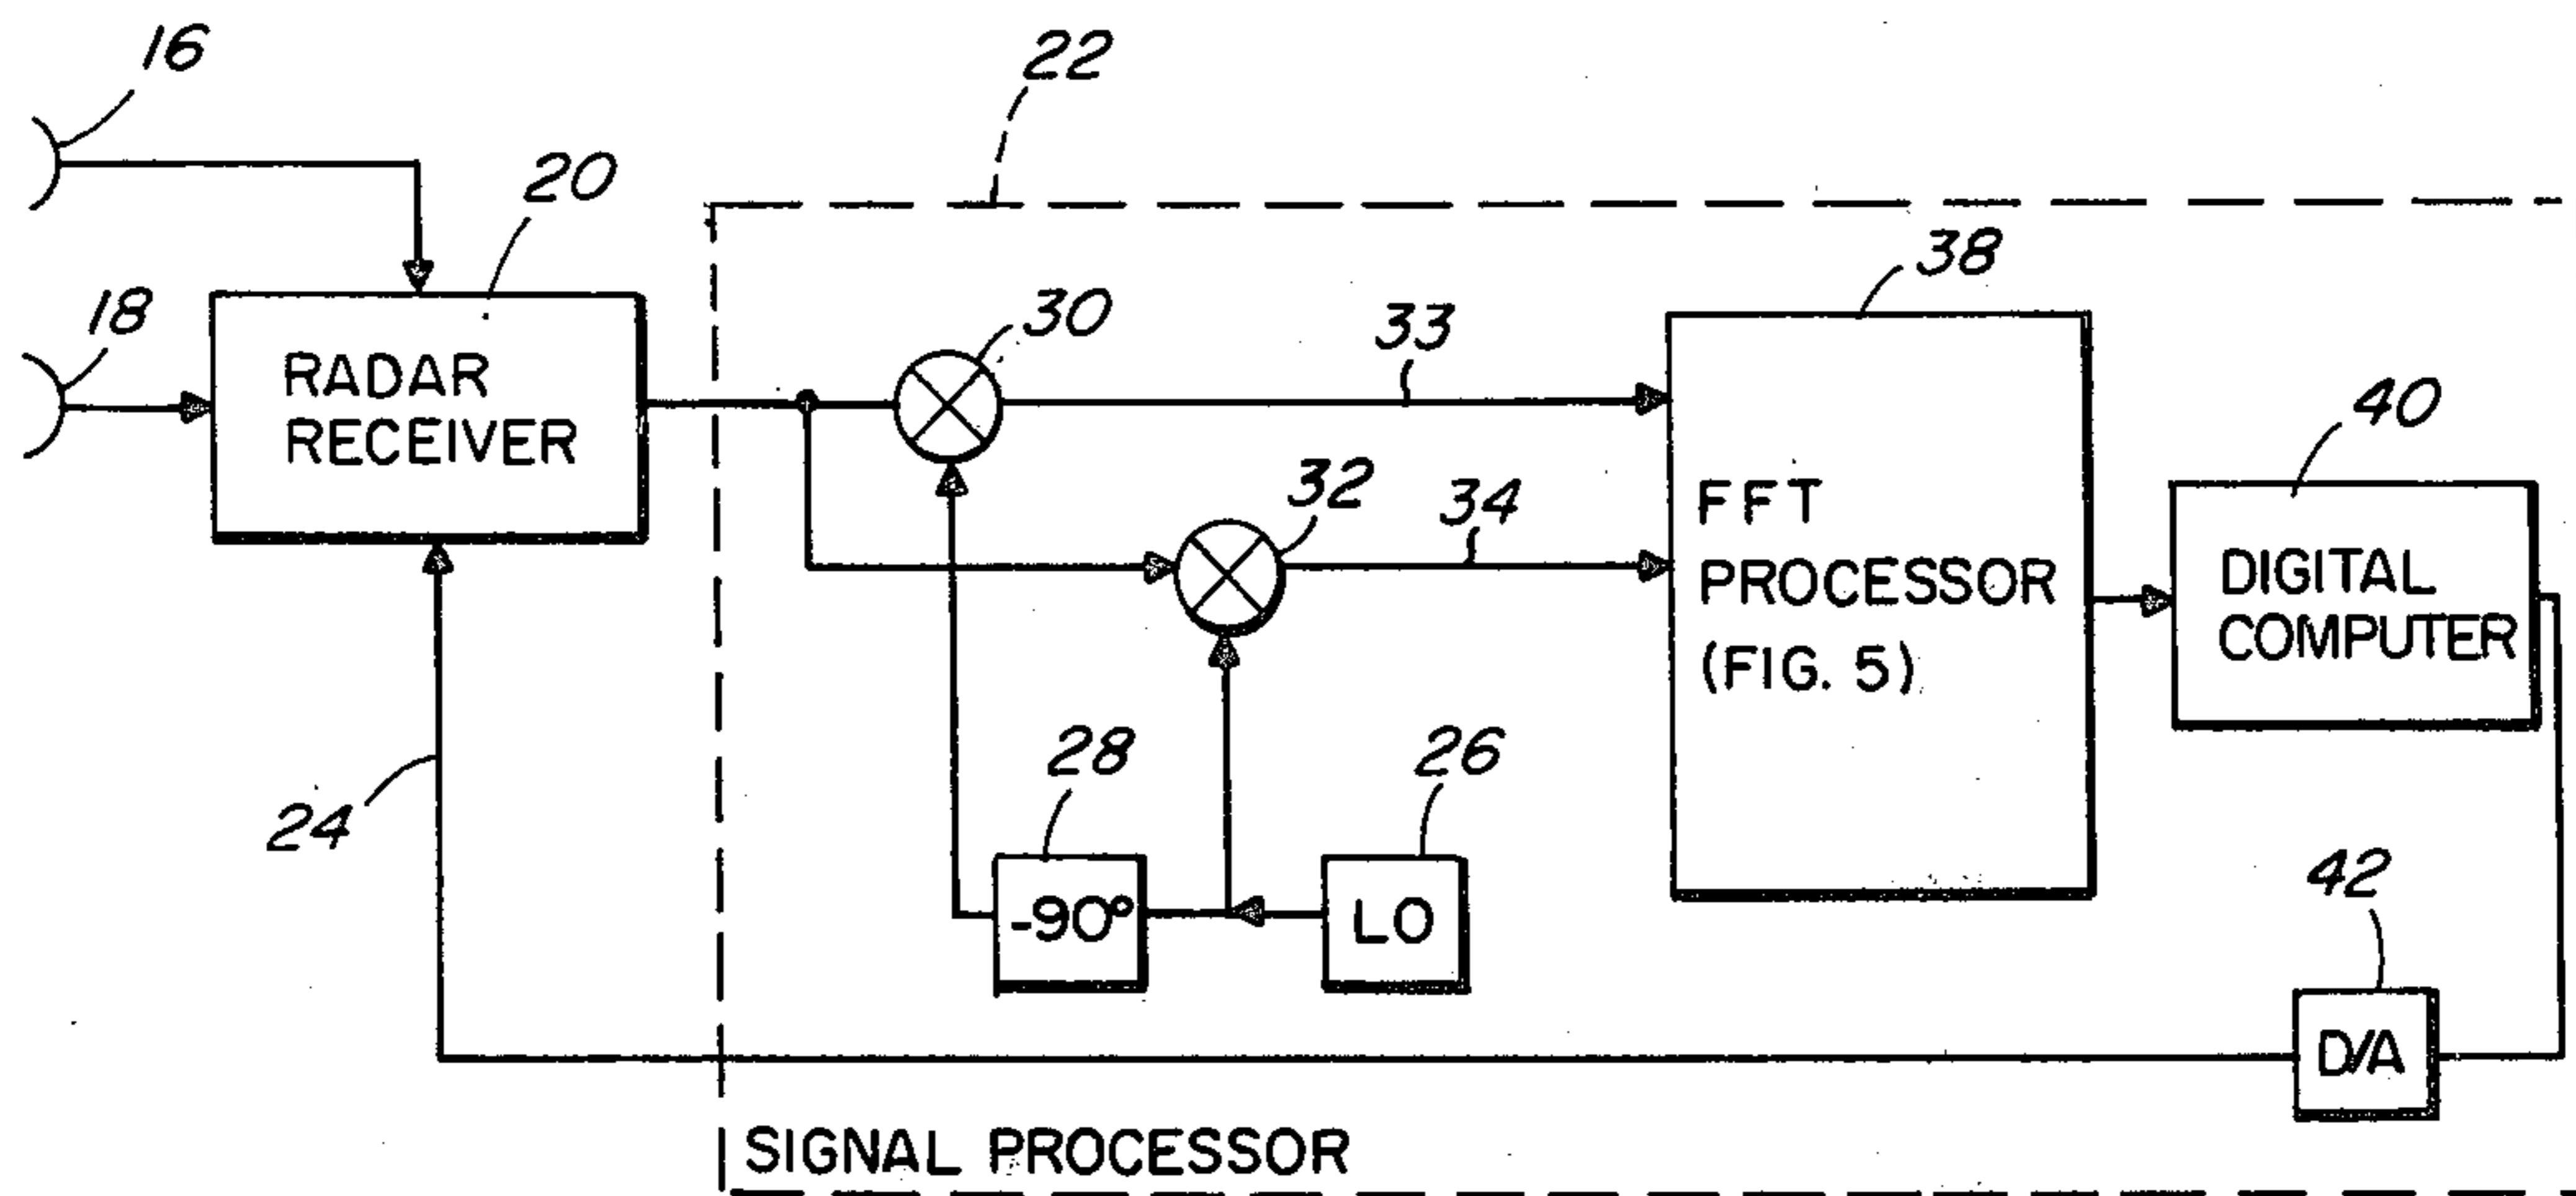 16
22
20
18
RADAR
RECEIVER
30
33
38
32
34
40
FFT
PROCESSOR
(FIG. 5)
DIGITAL
COMPUTER
24
28
26
-90°
LO
42
D/A
SIGNAL PROCESSOR